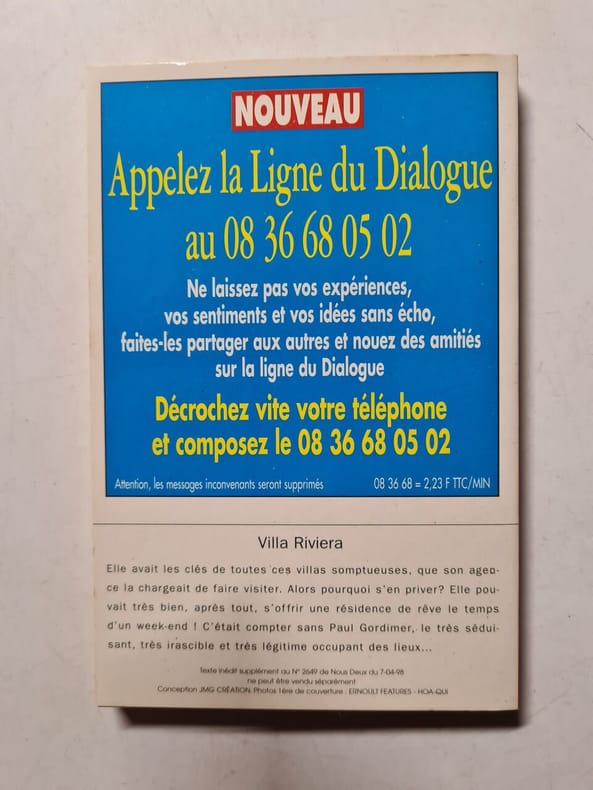 NOUVEAU
Appelez la Ligne du Dialogue
au 08 36 68 05 02
Ne laissez pas vos expériences,
vos sentiments et vos idées sans écho,
faites-les partager aux autres et nouez des amitiés
sur la ligne du Dialogue
Décrochez vite votre téléphone
et composez le 08 36 68 05 02
Attention, les messages inconvenants seront supprimés 08 36 68 = 2,23 F TTC/MIN
Villa Riviera
Elle avait les clés de toutes ces villas somptueuses, que son agen-
ce la chargeait de faire visiter. Alors pourquoi s'en priver? Elle pou-
vait très bien, après tout, s'offrir une résidence de rêve le temps
d'un week-end ! C'était compter sans Paul Gordimer, le très sédui-
sant, très irascible et très légitime occupant des lieux...
Texte inédit supplément au N° 2649 de Nous Deux du 7-04-98
ne peut être vendu séparément
Conception JMG CRÉATION. Photos 1ère de couverture : ERNOULT FEATURES - HOA-QUI